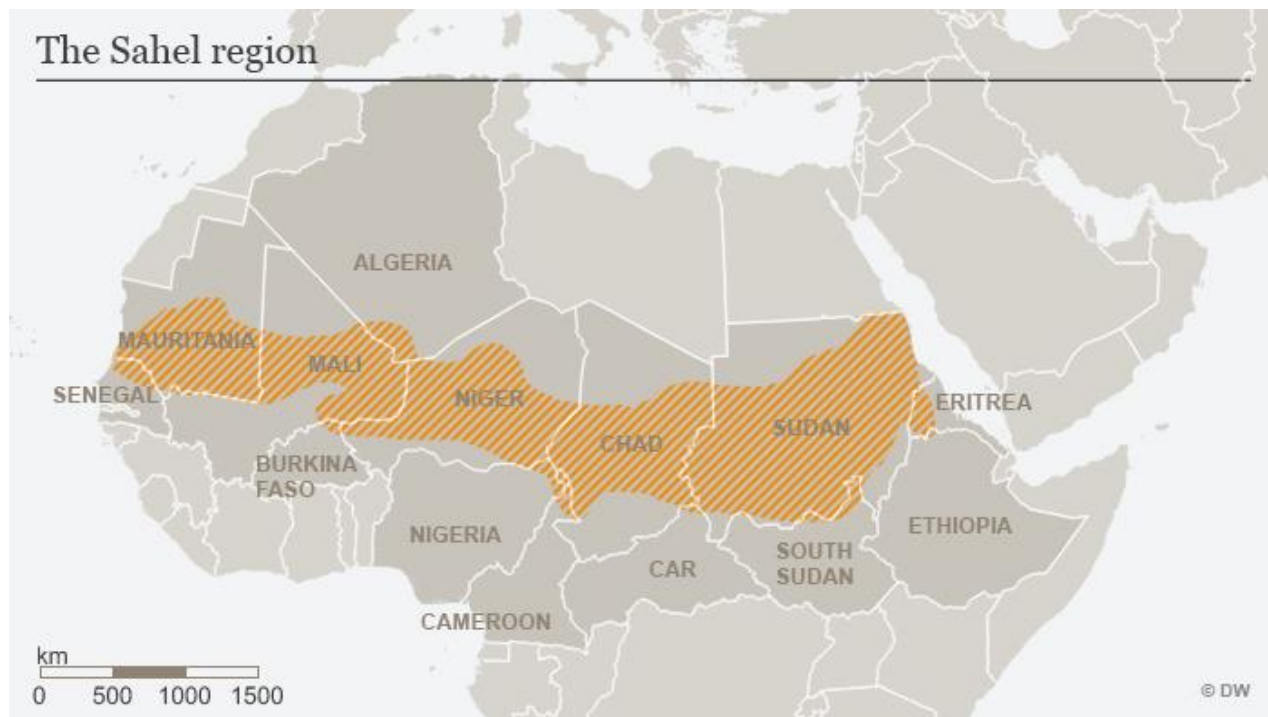 The Sahel region
ALGERIA
MAURITANIA
MALI
SENEGAL
NIGER
ERITREA
SUDAN
CHAD
BURKINA
FASO
ETHIOPIA
NIGERIA
SOUTH
SUDAN
CAR
CAMEROON
km
0 500 1000 1500
© DW